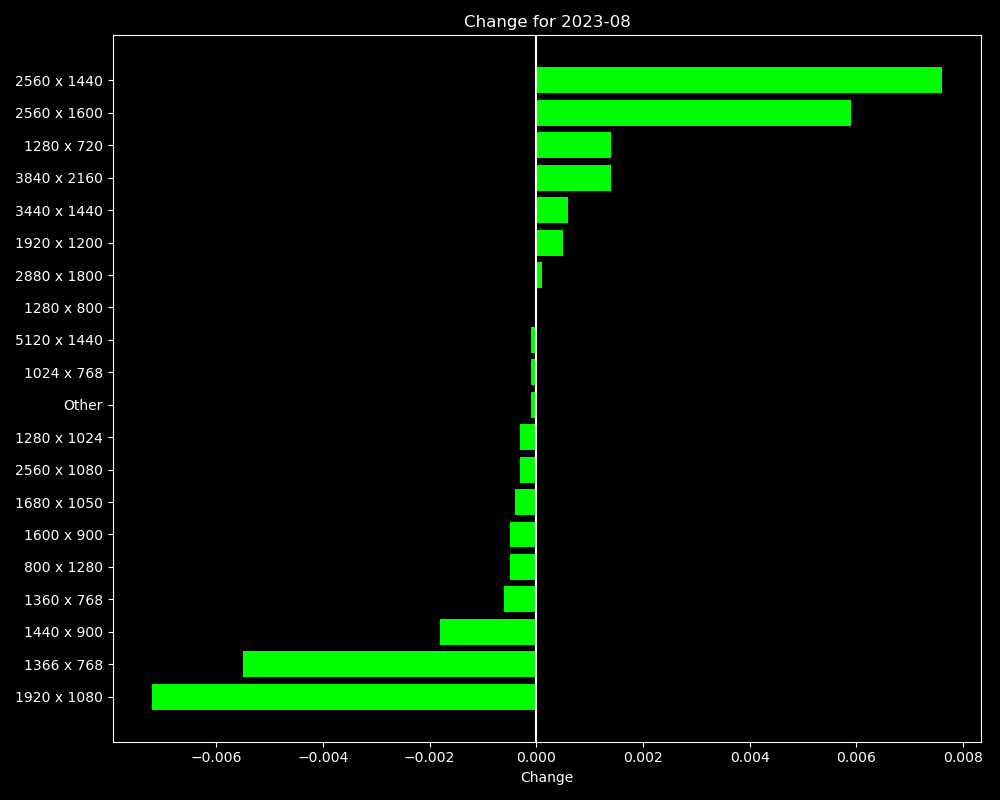 Change for 2023-08
2560 x 1440
2560 x 1600
1280 x 720
3840 x 2160
3440 x 1440
1920 x 1200
2880 x 1800
1280 x 800
5120 x 1440
1024 x 768
Other
1280 x 1024
2560 x 1080
1680 x 1050
1600 x 900
800 x 1280
1360 x 768
1440 x 900
1366 x 768
1920 x 1080
−0.006 −0.004 −0.002 0.000 0.002 0.004 0.006 0.008
Change